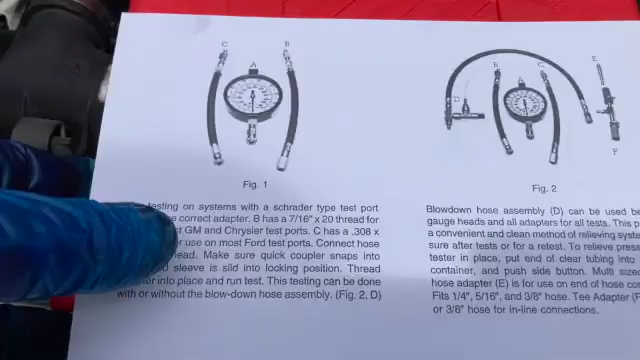 C
B
A
Fig. 1
testing on systems with a schrader type test port
correct adapter. B has a 7/16" x 20 thread for
GM and Chrysler test ports. C has a .308 x
use on most Ford test ports. Connect hose
head. Make sure quick coupler snaps into
sleeve is slid into locking position. Thread
into place and run test. This testing can be done
with or without the blow-down hose assembly. (Fig. 2, D)
B
C
A
D
E
F
Fig. 2
Blowdown hose assembly (D) can be used
gauge heads and all adapters for all tests. This
a convenient and clean method of relieving
sure after tests or for a retest. To relieve
tester in place, put end of clear tubing into
container, and push side button. Multi
hose adapter (E) is for use on end of hose
Fits 1/4", 5/16", and 3/8" hose. Tee Adapter
or 3/8" hose for in-line connections.